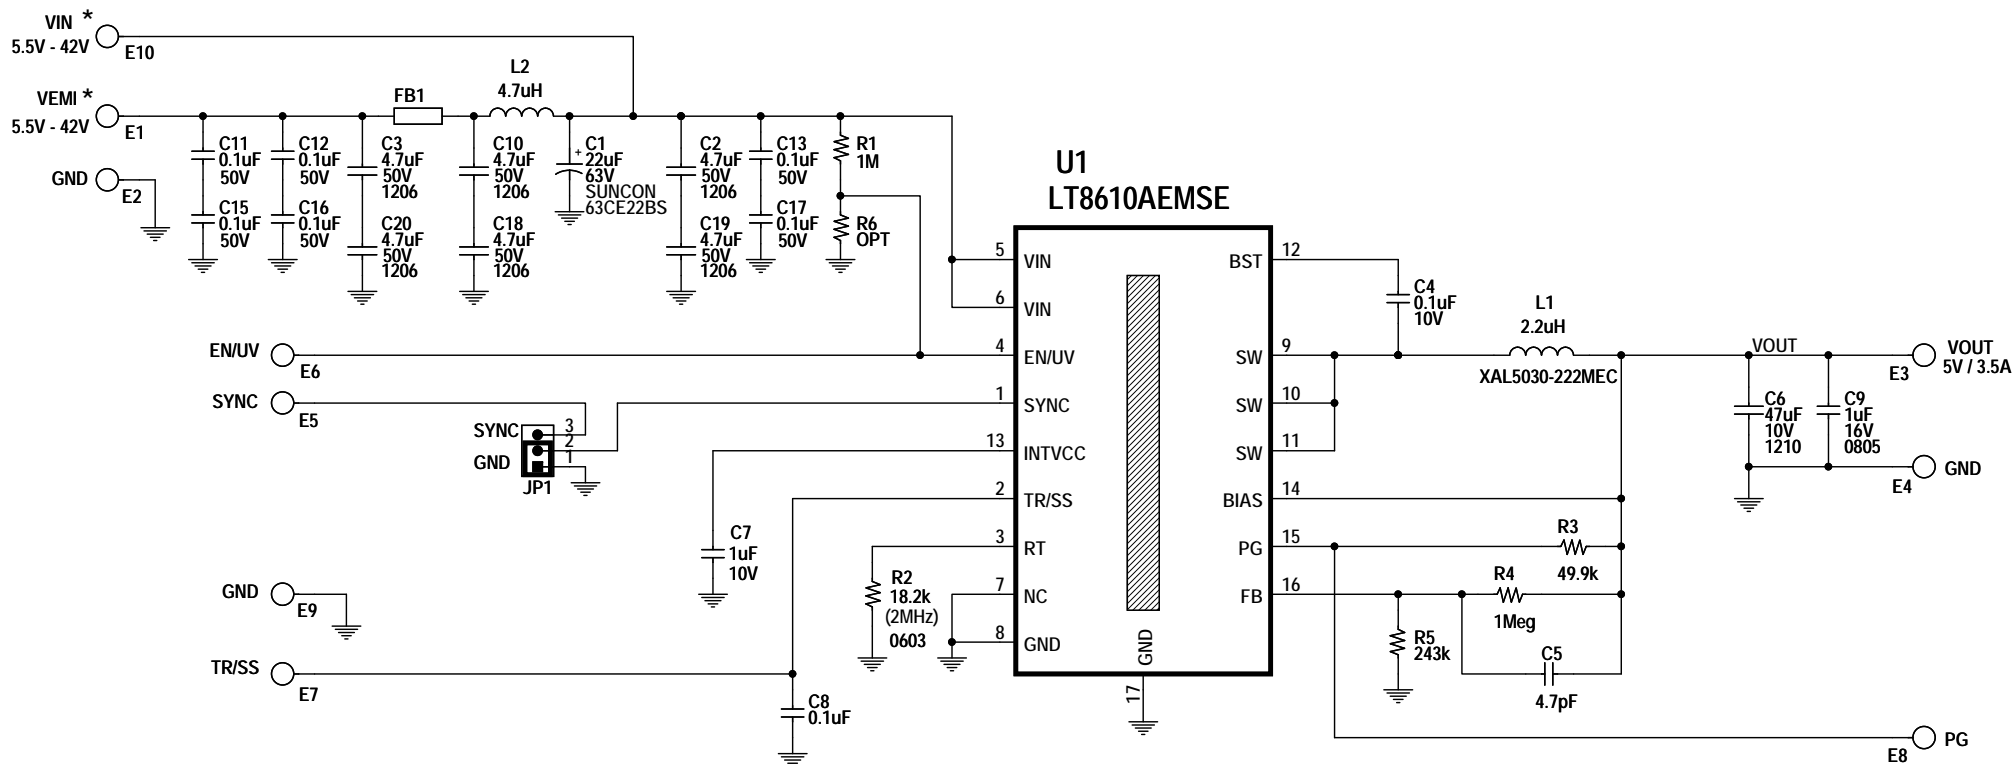 VIN *
5.5V - 42V
E10
VEMI *
5.5V - 42V
E1
GND
E2
FB1
L2
4.7uH
C11
0.1uF
50V
C15
0.1uF
50V
C12
0.1uF
50V
C16
0.1uF
50V
C3
4.7uF
50V
1206
C20
4.7uF
50V
1206
C10
4.7uF
50V
1206
C18
4.7uF
50V
1206
+
C1
22uF
63V
SUNCON
63CE22BS
C2
4.7uF
50V
1206
C19
4.7uF
50V
1206
C13
0.1uF
50V
C17
0.1uF
50V
R1
1M
R6
OPT
EN/UV
E6
SYNC
E5
SYNC
3
2
1
GND
JP1
C7
1uF
10V
GND
E9
TR/SS
E7
C8
0.1uF
R2
18.2k
(2MHz)
0603
U1
LT8610AEMSE
5
VIN
6
VIN
4
EN/UV
1
SYNC
13
INTVCC
2
TR/SS
3
RT
7
NC
8
GND
GND
17
BST
12
SW
9
SW
10
SW
11
BIAS
14
PG
15
FB
16
C4
0.1uF
10V
L1
2.2uH
XAL5030-222MEC
VOUT
VOUT
5V / 3.5A
E3
C6
47uF
10V
1210
C9
1uF
16V
0805
GND
E4
R3
49.9k
R4
1Meg
R5
243k
C5
4.7pF
PG
E8